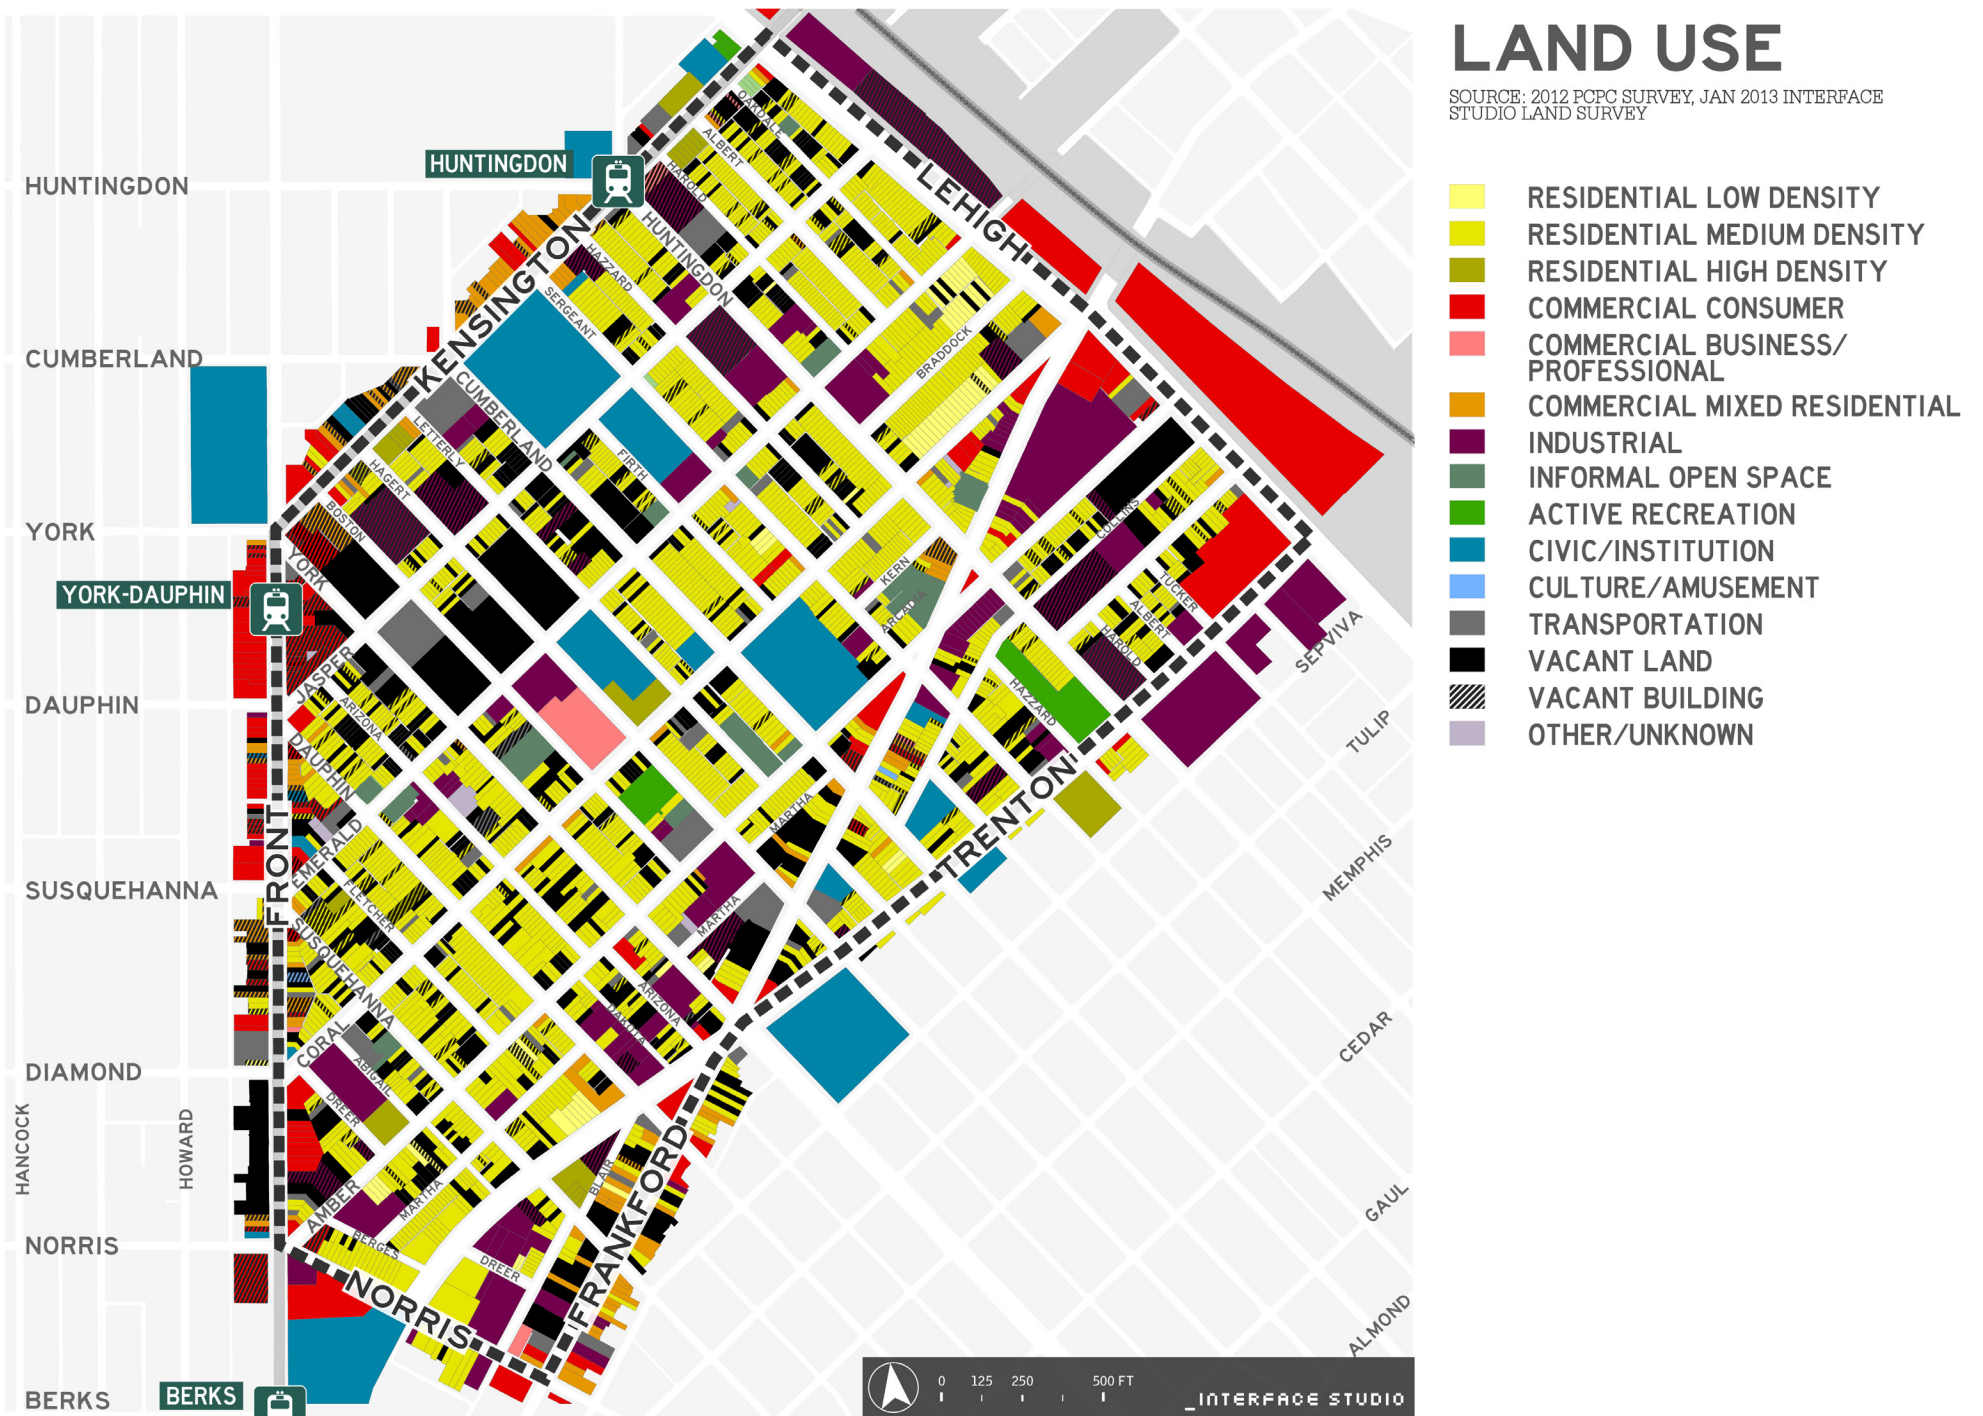 LAND USE
SOURCE: 2012 PCPC SURVEY, JAN 2013 INTERFACE
STUDIO LAND SURVEY
RESIDENTIAL LOW DENSITY
RESIDENTIAL MEDIUM DENSITY
RESIDENTIAL HIGH DENSITY
COMMERCIAL CONSUMER
COMMERCIAL BUSINESS/
PROFESSIONAL
COMMERCIAL MIXED RESIDENTIAL
INDUSTRIAL
INFORMAL OPEN SPACE
ACTIVE RECREATION
CIVIC/INSTITUTION
CULTURE/AMUSEMENT
TRANSPORTATION
VACANT LAND
VACANT BUILDING
OTHER/UNKNOWN
HUNTINGDON
HUNTINGDON
CUMBERLAND
YORK
YORK-DAUPHIN
DAUPHIN
SUSQUEHANNA
DIAMOND
HANCOCK
HOWARD
NORRIS
BERKS
BERKS
OAKDALE
ALBERT
HAROLD
HUNTINGDON
HAZZARD
SERGEANT
LEHIGH
KENSINGTON
CUMBERLAND
LETTERLY
HAGERT
BOSTON
YORK
FIRTH
BRADDOCK
COLLINS
KERN
ARCADIA
TUCKER
ALBERT
HAROLD
HAZZARD
SEPVIVA
TULIP
MEMPHIS
CEDAR
GAUL
ALMOND
JASPER
ARIZONA
DAUPHIN
EMERALD
FLETCHER
SUSQUEHANNA
FRONT
MARTHA
MARTHA
TRENTON
ARIZONA
DAKOTA
CORAL
ABIGAIL
DREER
AMBER
MARTHA
BERGES
BLAIR
DREER
FRANKFORD
NORRIS
0 125 250 500 FT
_INTERFACE STUDIO